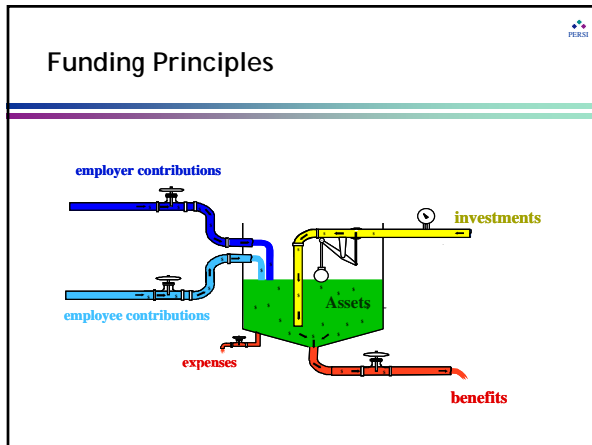 PERSI
Funding Principles
employer contributions
investments
Assets
employee contributions
expenses
benefits